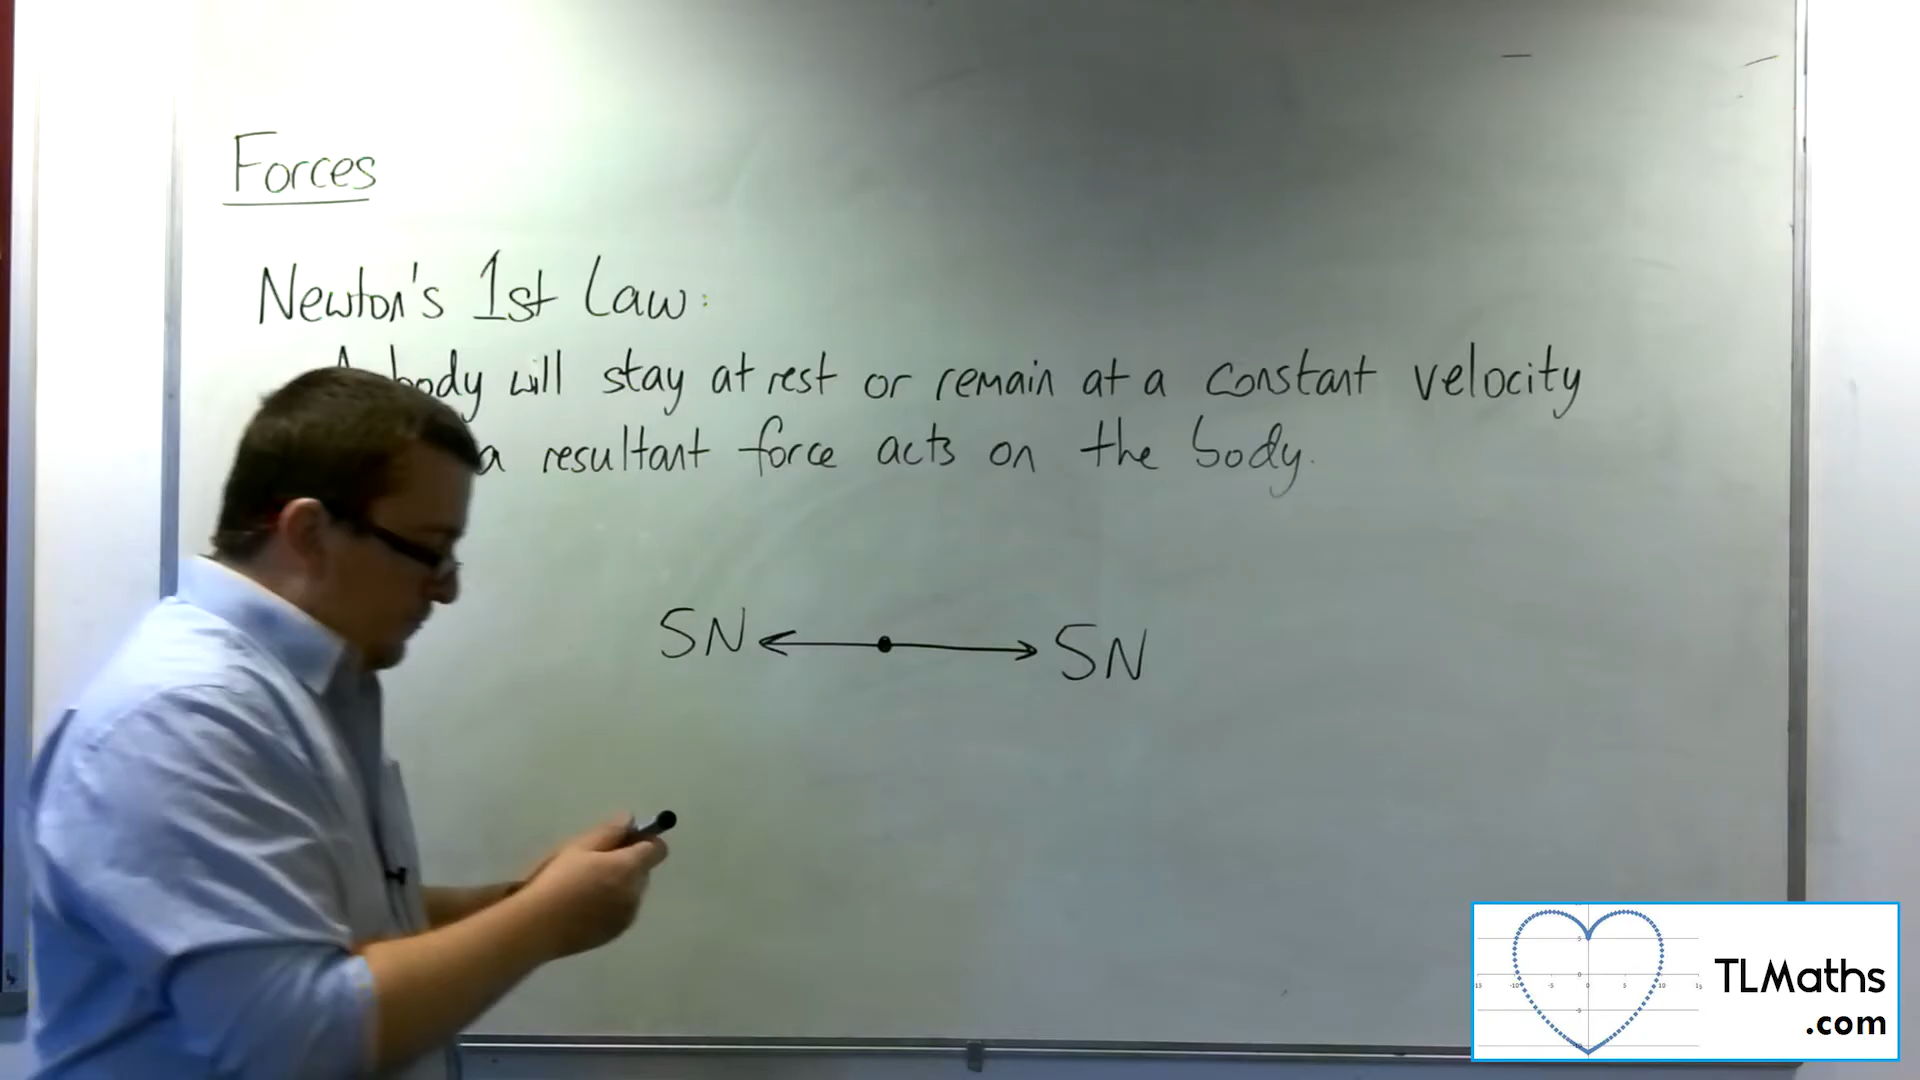 Forces
Newton's 1st Law:
A body will stay at rest or remain at a constant velocity
a resultant force acts on the body.
5N 5N
TLMaths
.com